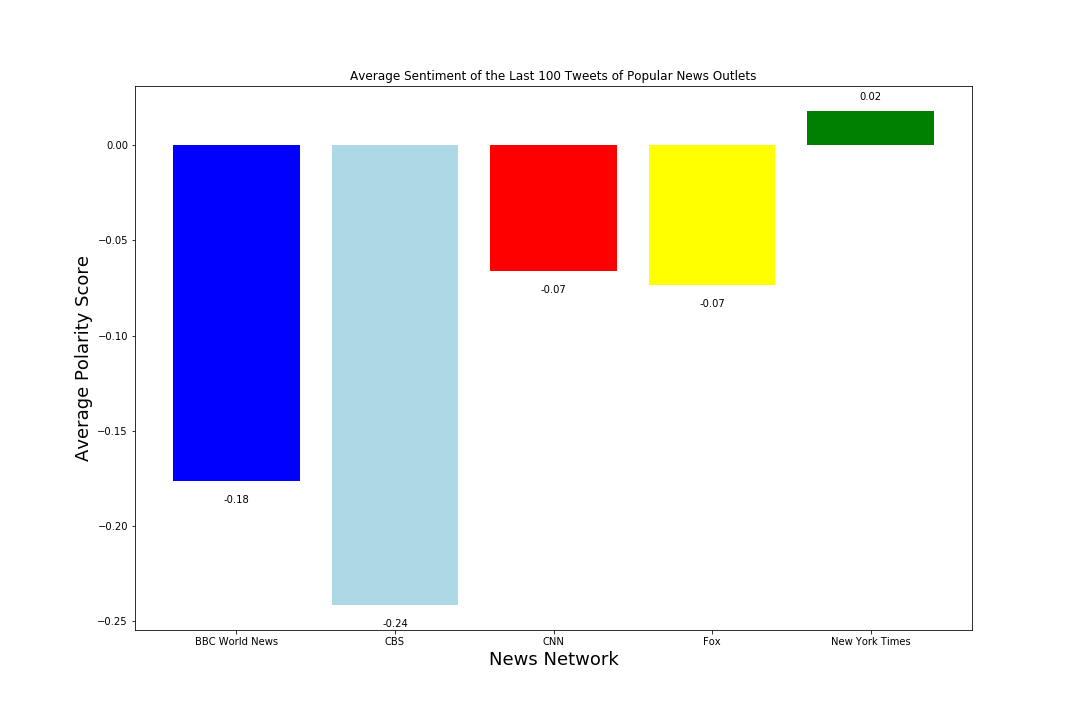 Average Sentiment of the Last 100 Tweets of Popular News Outlets
0.02
0.00
−0.05
-0.07
-0.07
−0.10
−0.15
-0.18
−0.20
-0.24
−0.25
Average Polarity Score
BBC World News
CBS
CNN
Fox
New York Times
News Network